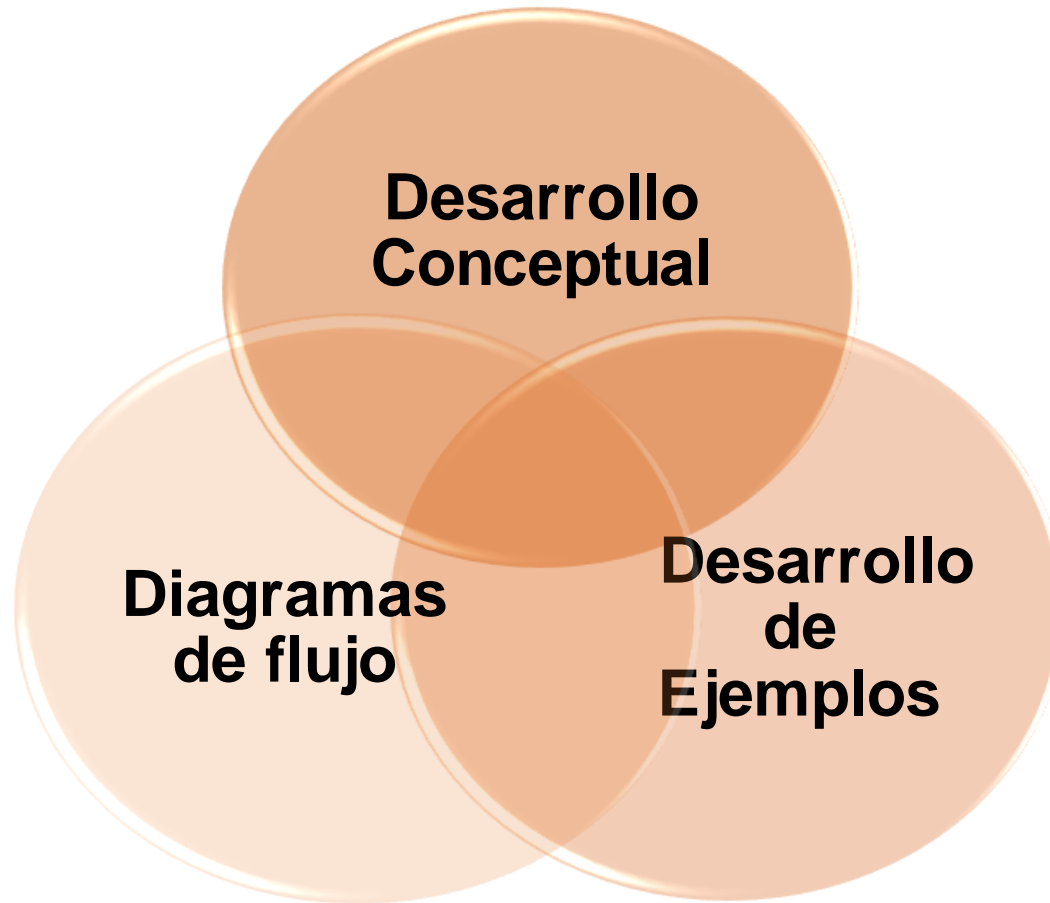 Desarrollo
Conceptual
Diagramas
de flujo
Desarrollo
de
Ejemplos